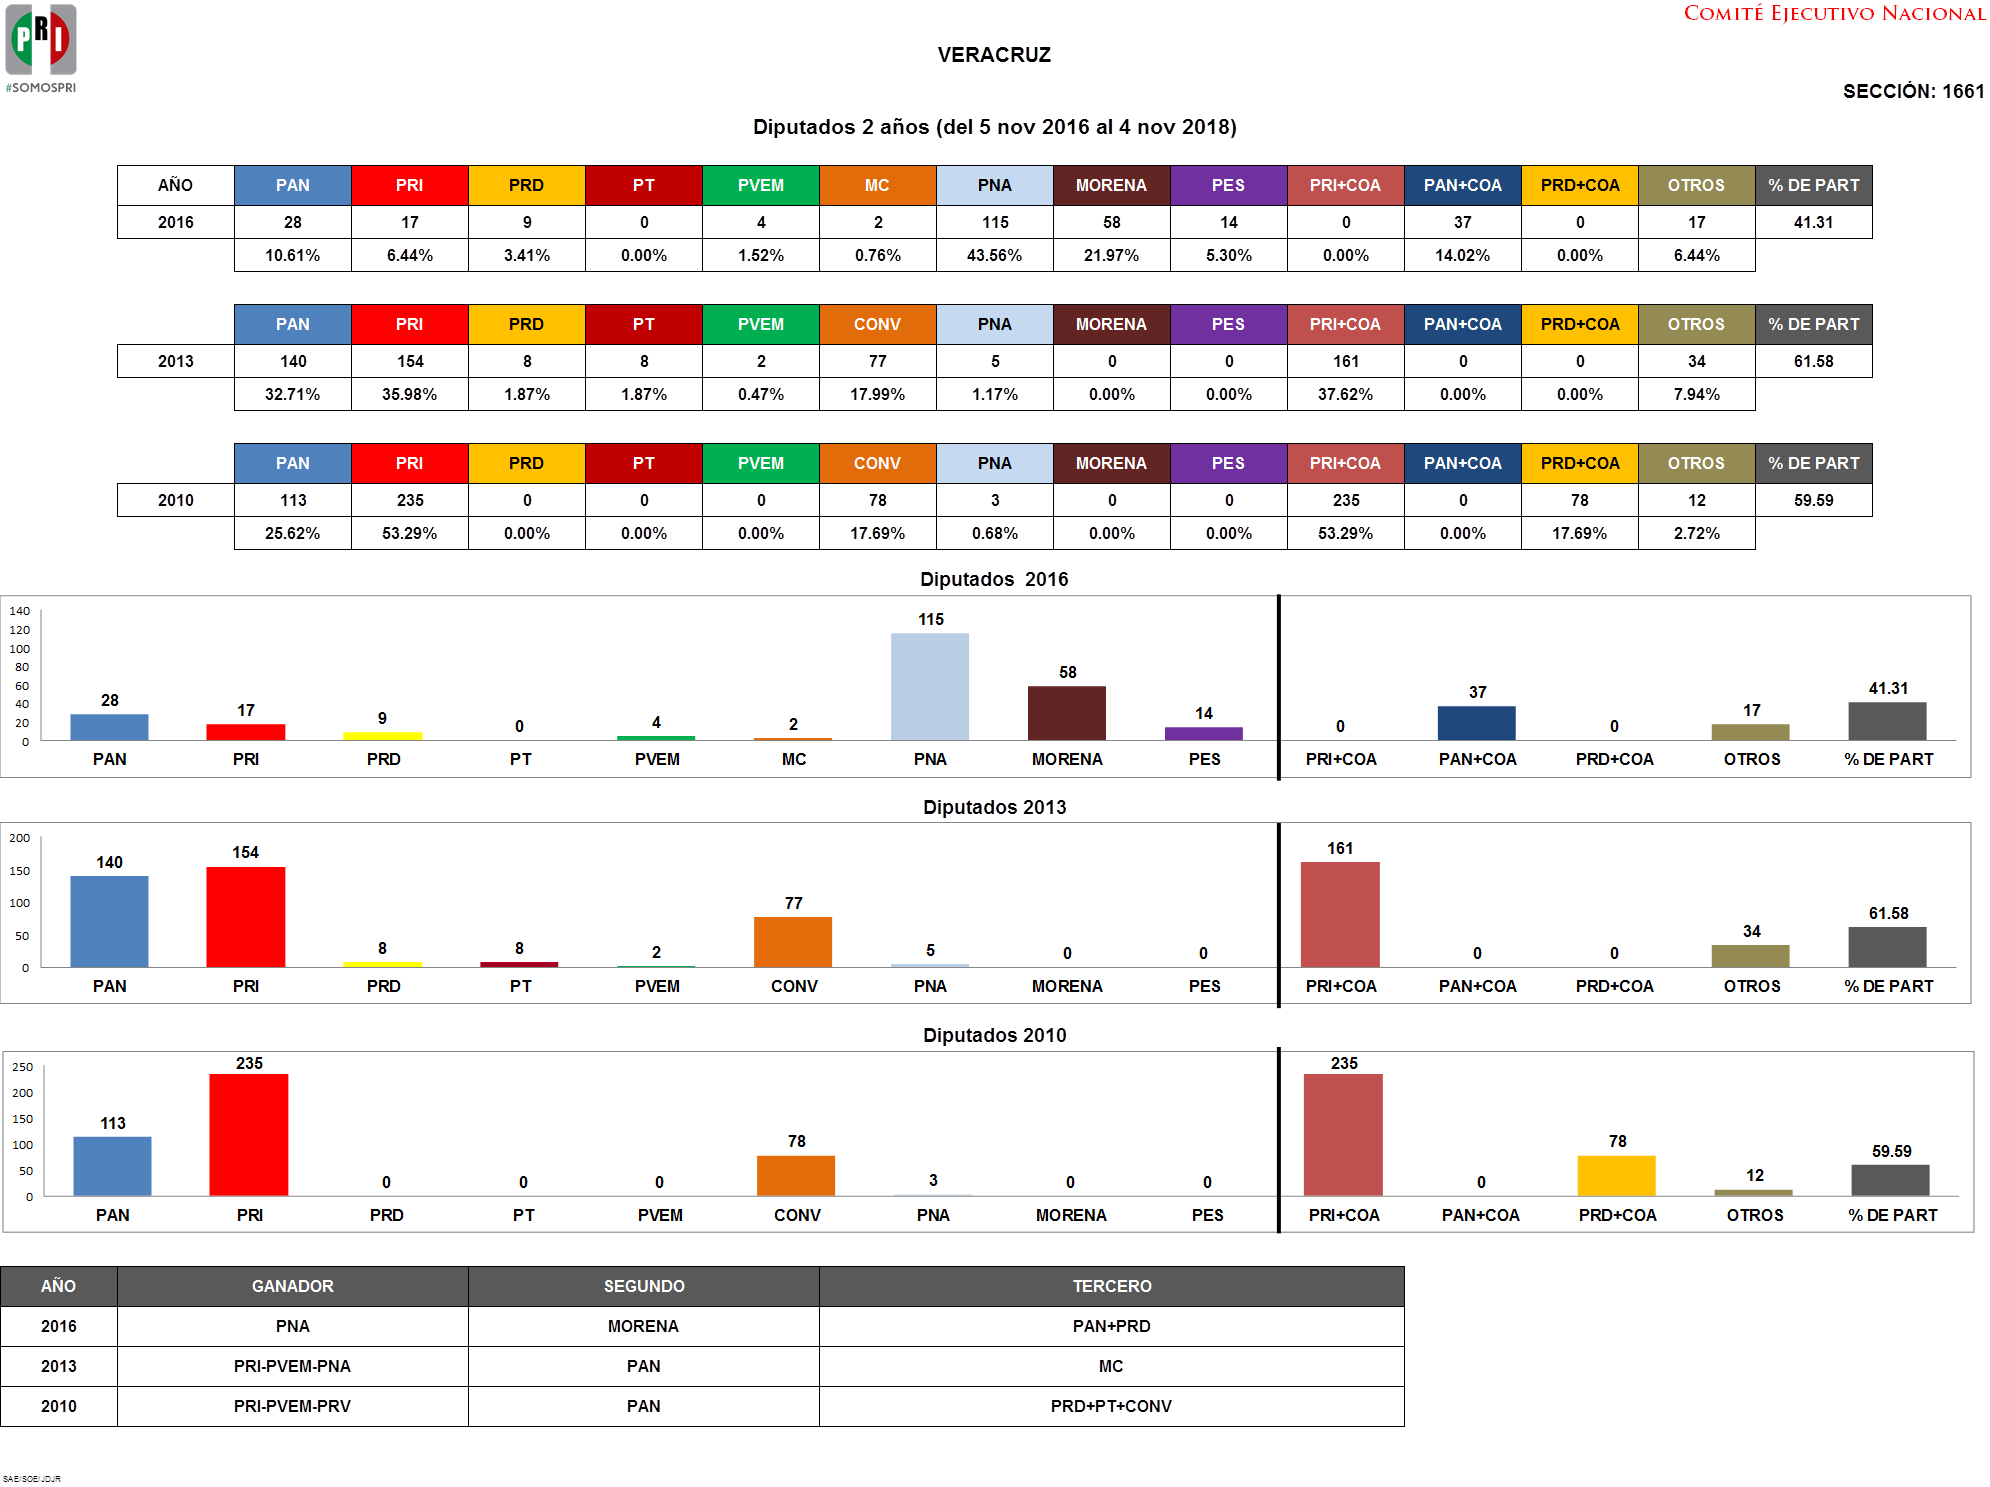 PRI
#SOMOSPRI
COMITÉ EJECUTIVO NACIONAL
VERACRUZ
SECCIÓN: 1661
Diputados 2 años (del 5 nov 2016 al 4 nov 2018)
AÑO PAN PRI PRD PT PVEM MC PNA MORENA PES PRI+COA PAN+COA PRD+COA OTROS % DE PART
2016 28 17 9 0 4 2 115 58 14 0 37 0 17 41.31
10.61% 6.44% 3.41% 0.00% 1.52% 0.76% 43.56% 21.97% 5.30% 0.00% 14.02% 0.00% 6.44%
PAN PRI PRD PT PVEM CONV PNA MORENA PES PRI+COA PAN+COA PRD+COA OTROS % DE PART
2013 140 154 8 8 2 77 5 0 0 161 0 0 34 61.58
32.71% 35.98% 1.87% 1.87% 0.47% 17.99% 1.17% 0.00% 0.00% 37.62% 0.00% 0.00% 7.94%
PAN PRI PRD PT PVEM CONV PNA MORENA PES PRI+COA PAN+COA PRD+COA OTROS % DE PART
2010 113 235 0 0 0 78 3 0 0 235 0 78 12 59.59
25.62% 53.29% 0.00% 0.00% 0.00% 17.69% 0.68% 0.00% 0.00% 53.29% 0.00% 17.69% 2.72%
Diputados 2016
140
120
100
80
60
40
20
0
28 17 9 0 4 2 115 58 14 0 37 0 17 41.31
PAN PRI PRD PT PVEM MC PNA MORENA PES PRI+COA PAN+COA PRD+COA OTROS % DE PART
Diputados 2013
200
150
100
50
0
140 154 8 8 2 77 5 0 0 161 0 0 34 61.58
PAN PRI PRD PT PVEM CONV PNA MORENA PES PRI+COA PAN+COA PRD+COA OTROS % DE PART
Diputados 2010
250
200
150
100
50
0
113 235 0 0 0 78 3 0 0 235 0 78 12 59.59
PAN PRI PRD PT PVEM CONV PNA MORENA PES PRI+COA PAN+COA PRD+COA OTROS % DE PART
AÑO GANADOR SEGUNDO TERCERO
2016 PNA MORENA PAN+PRD
2013 PRI-PVEM-PNA PAN MC
2010 PRI-PVEM-PRV PAN PRD+PT+CONV
SAE/SOE/JDJR